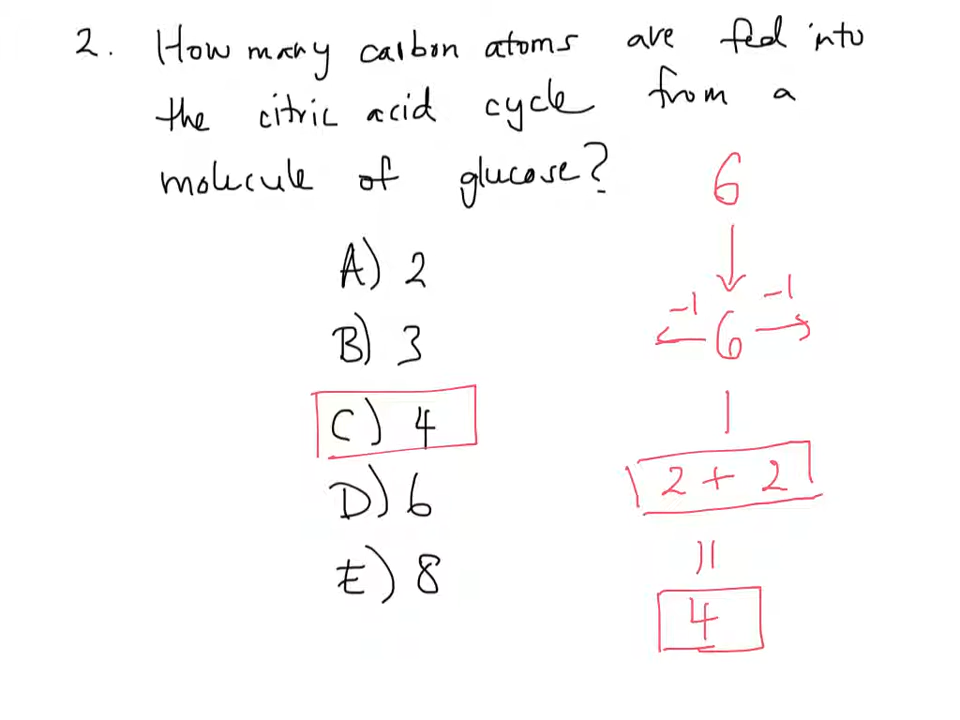 2. How many carbon atoms are fed into
the citric acid cycle from a
molecule of glucose?
A) 2
B) 3
C) 4
D) 6
E) 8
6
-1 6 -1
2 + 2
=
4